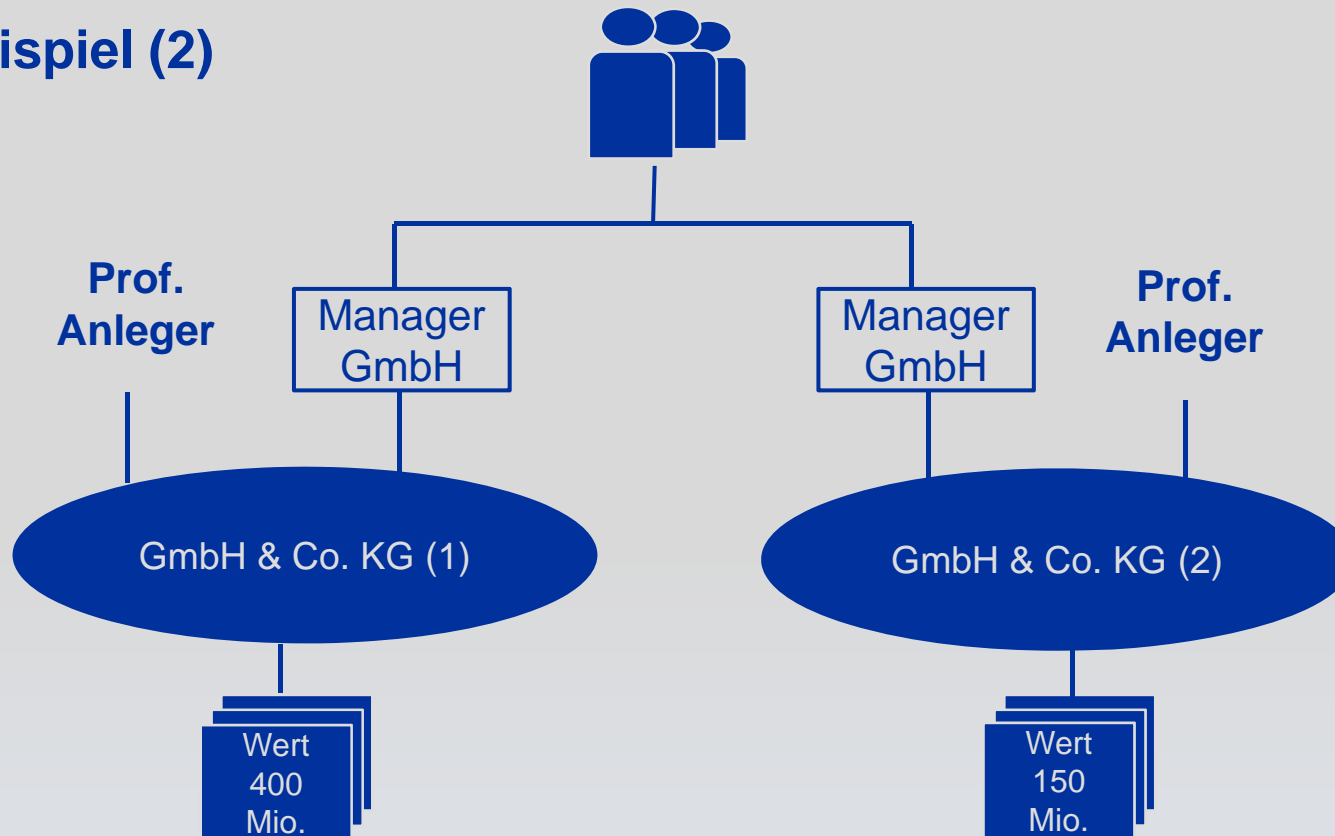 ispiel (2)
Prof.
Anleger
Manager
GmbH
Manager
GmbH
Prof.
Anleger
GmbH & Co. KG (1)
GmbH & Co. KG (2)
Wert
400
Mio.
Wert
150
Mio.